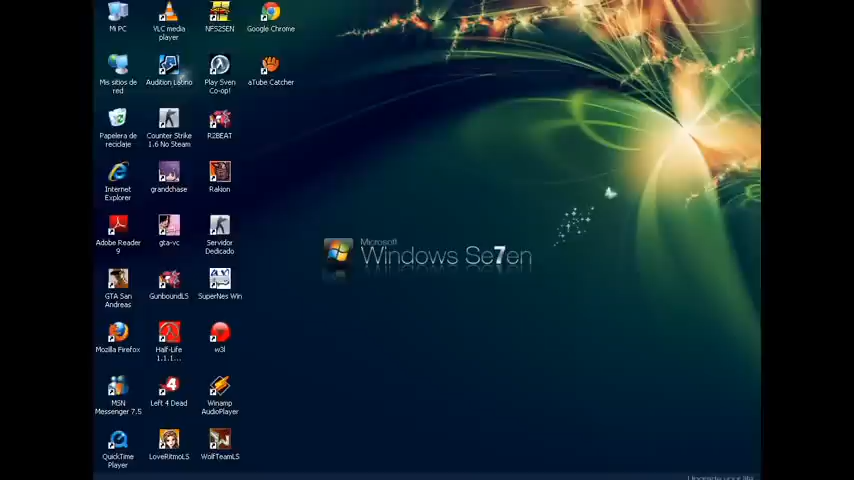 Mi PC
VLC media
player
NFS2SEN
Google Chrome
Mis sitios de
red
Audition Latino
Play Sven
Co-op!
aTube Catcher
Papelera de
reciclaje
Counter Strike
1.6 No Steam
R2BEAT
Internet
Explorer
grandchase
Rakion
Adobe Reader
9
gta-vc
Servidor
Dedicado
GTA San
Andreas
GunboundLS
SuperNes Win
Mozilla Firefox
Half-Life
1.1.1...
w3l
MSN
Messenger 7.5
Left 4 Dead
Winamp
AudioPlayer
QuickTime
Player
LoveRitmoLS
WolfTeamLS
Microsoft
Windows Se7en